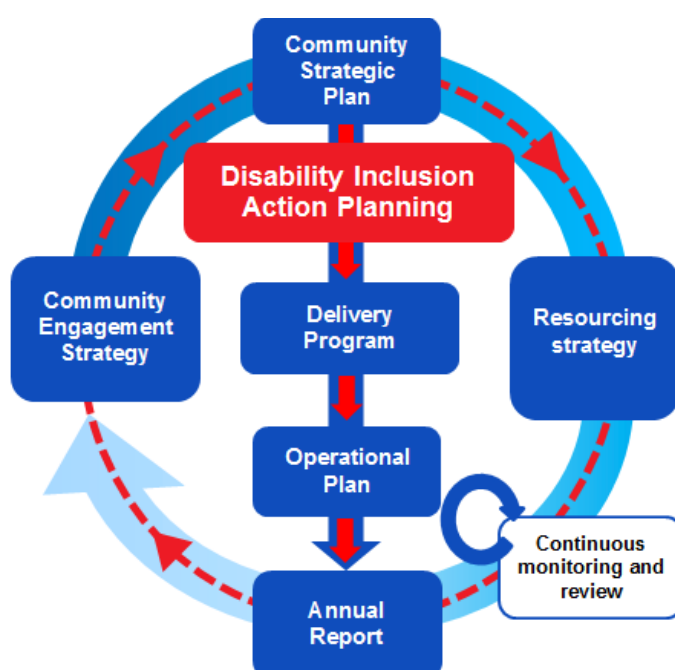 Community
Strategic
Plan
Disability Inclusion
Action Planning
Community
Engagement
Strategy
Delivery
Program
Resourcing
strategy
Operational
Plan
Continuous
monitoring and
review
Annual
Report